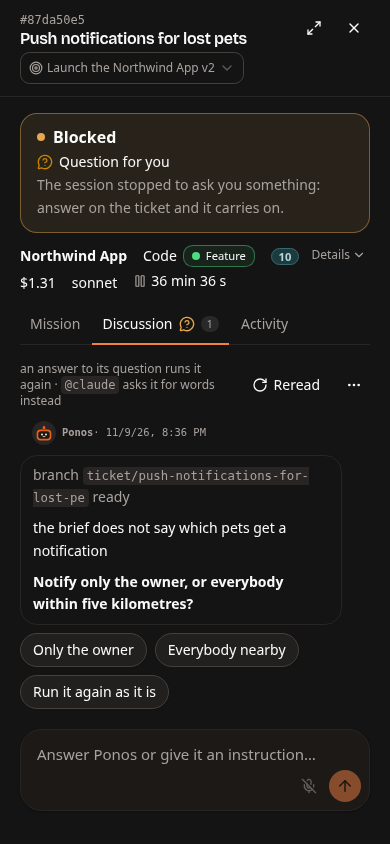 #87da50e5
Push notifications for lost pets
Launch the Northwind App v2
Blocked
Question for you
The session stopped to ask you something:
answer on the ticket and it carries on.
Northwind App Code Feature 10 Details
$1.31 sonnet 36 min 36 s
Mission Discussion 1 Activity
an answer to its question runs it
again · @claude asks it for words
instead
Reread
Ponos · 11/9/26, 8:36 PM
branch ticket/push-notifications-for-
lost-pe ready
the brief does not say which pets get a
notification
Notify only the owner, or everybody
within five kilometres?
Only the owner Everybody nearby
Run it again as it is
Answer Ponos or give it an instruction...